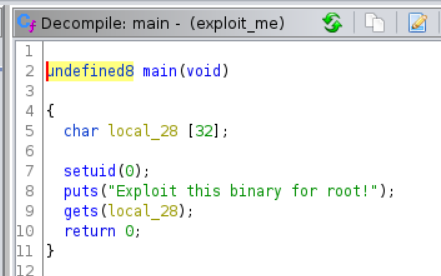 Decompile: main - (exploit_me)
1
2 undefined8 main(void)
3
4 {
5 char local_28 [32];
6
7 setuid(0);
8 puts("Exploit this binary for root!");
9 gets(local_28);
10 return 0;
11 }
12